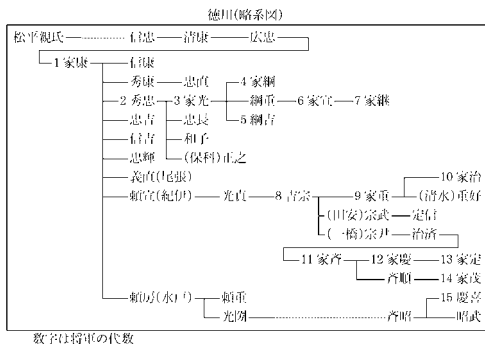 徳川(略系図)
松平親氏 信忠 清康 広忠
1家康 信康
秀康 忠直 4家綱
2秀忠 3家光 綱重 6家宣 7家継
忠吉 忠長 5綱吉
信吉 和子
忠輝 (保科)正之
義直(尾張) 10家治
頼宣(紀伊) 光貞 8吉宗 9家重 (清水)重好
(田安)宗武 定信
(一橋)宗尹 治済
11家斉 12家慶 13家定
斉順 14家茂
頼房(水戸) 頼重 15慶喜
光圀 斉昭 昭武
数字は将軍の代数